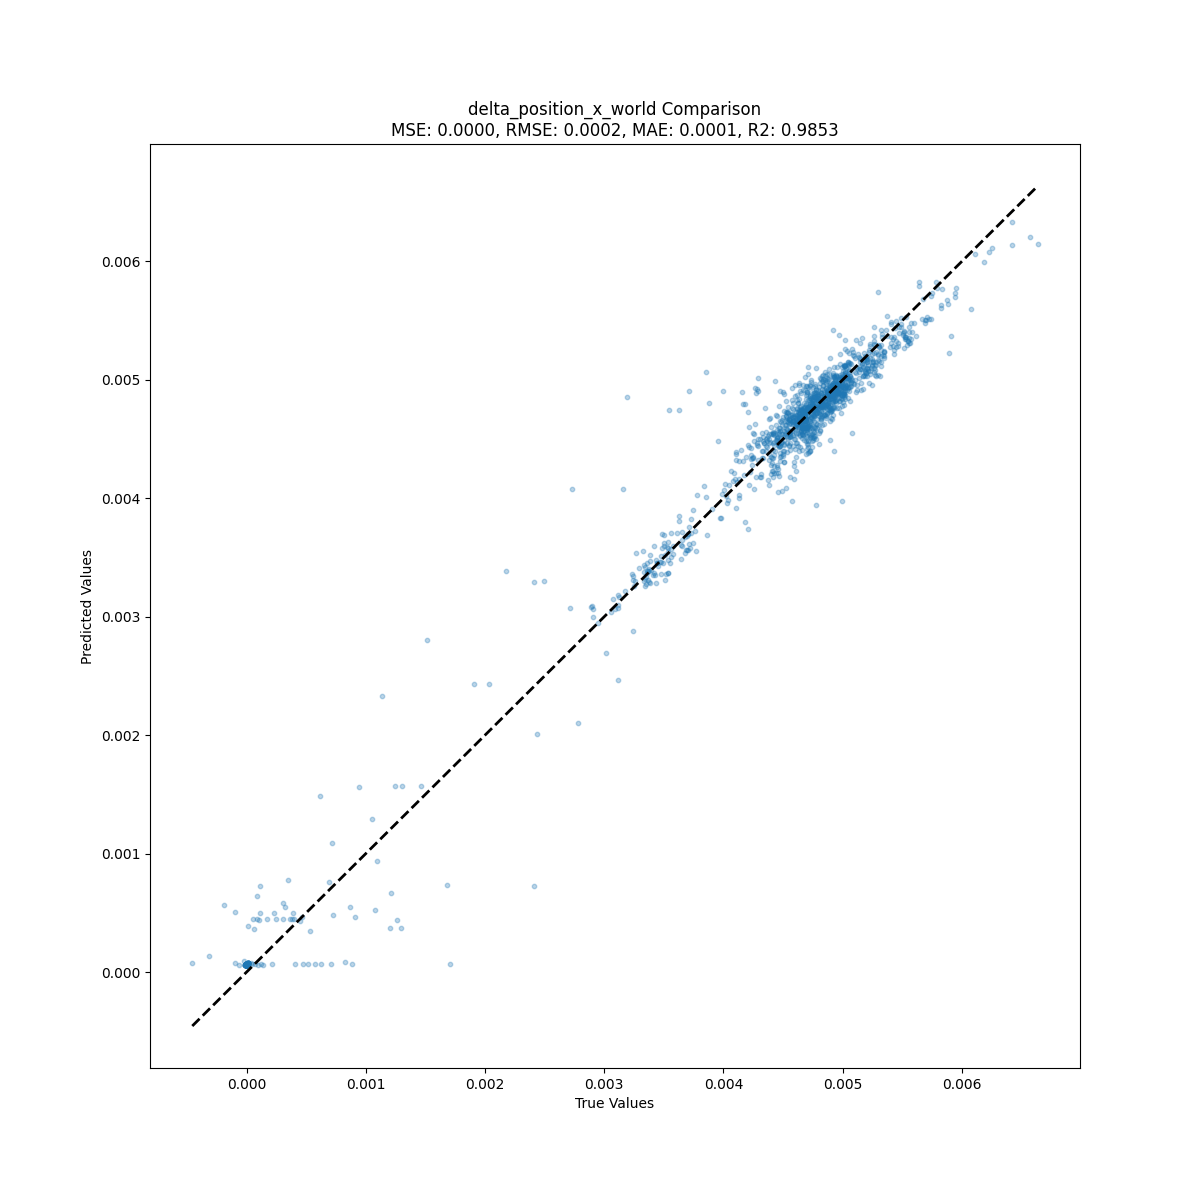 delta_position_x_world Comparison
MSE: 0.0000, RMSE: 0.0002, MAE: 0.0001, R2: 0.9853
Predicted Values
0.006
0.005
0.004
0.003
0.002
0.001
0.000
0.000 0.001 0.002 0.003 0.004 0.005 0.006
True Values